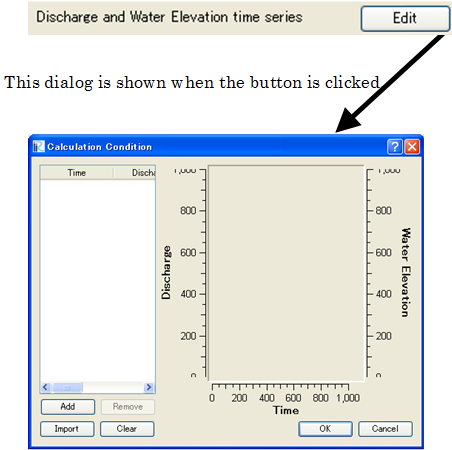 Discharge and Water Elevation time series Edit
This dialog is shown when the button is clicked
Calculation Condition
Time Discha
1,000 1,000
800 800
600 600
400 400
200 200
0 0
Discharge
Water Elevation
0 200 400 600 800 1,000
Time
Add Remove
Import Clear OK Cancel